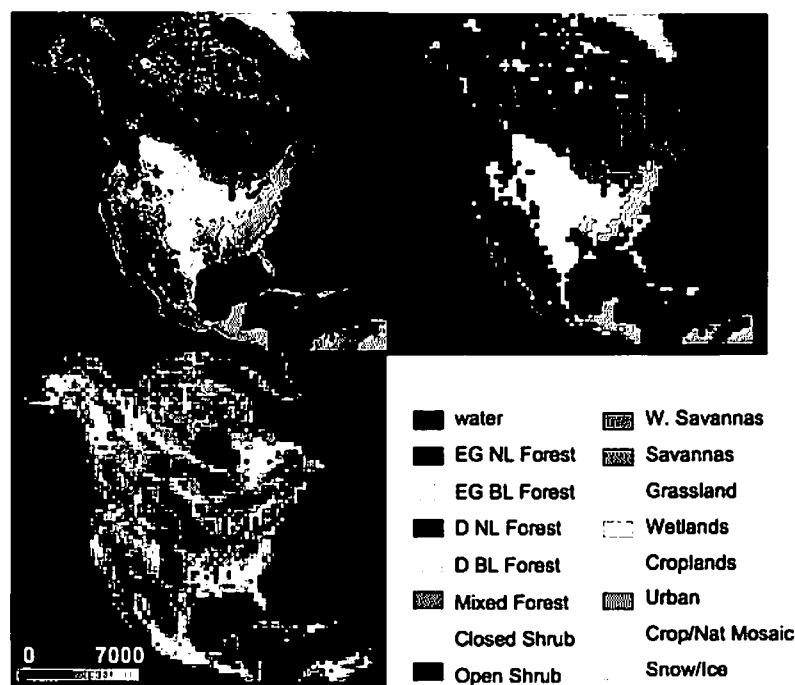 0 7000
water
EG NL Forest
EG BL Forest
D NL Forest
D BL Forest
Mixed Forest
Closed Shrub
Open Shrub
W. Savannas
Savannas
Grassland
Wetlands
Croplands
Urban
Crop/Nat Mosaic
Snow/Ice